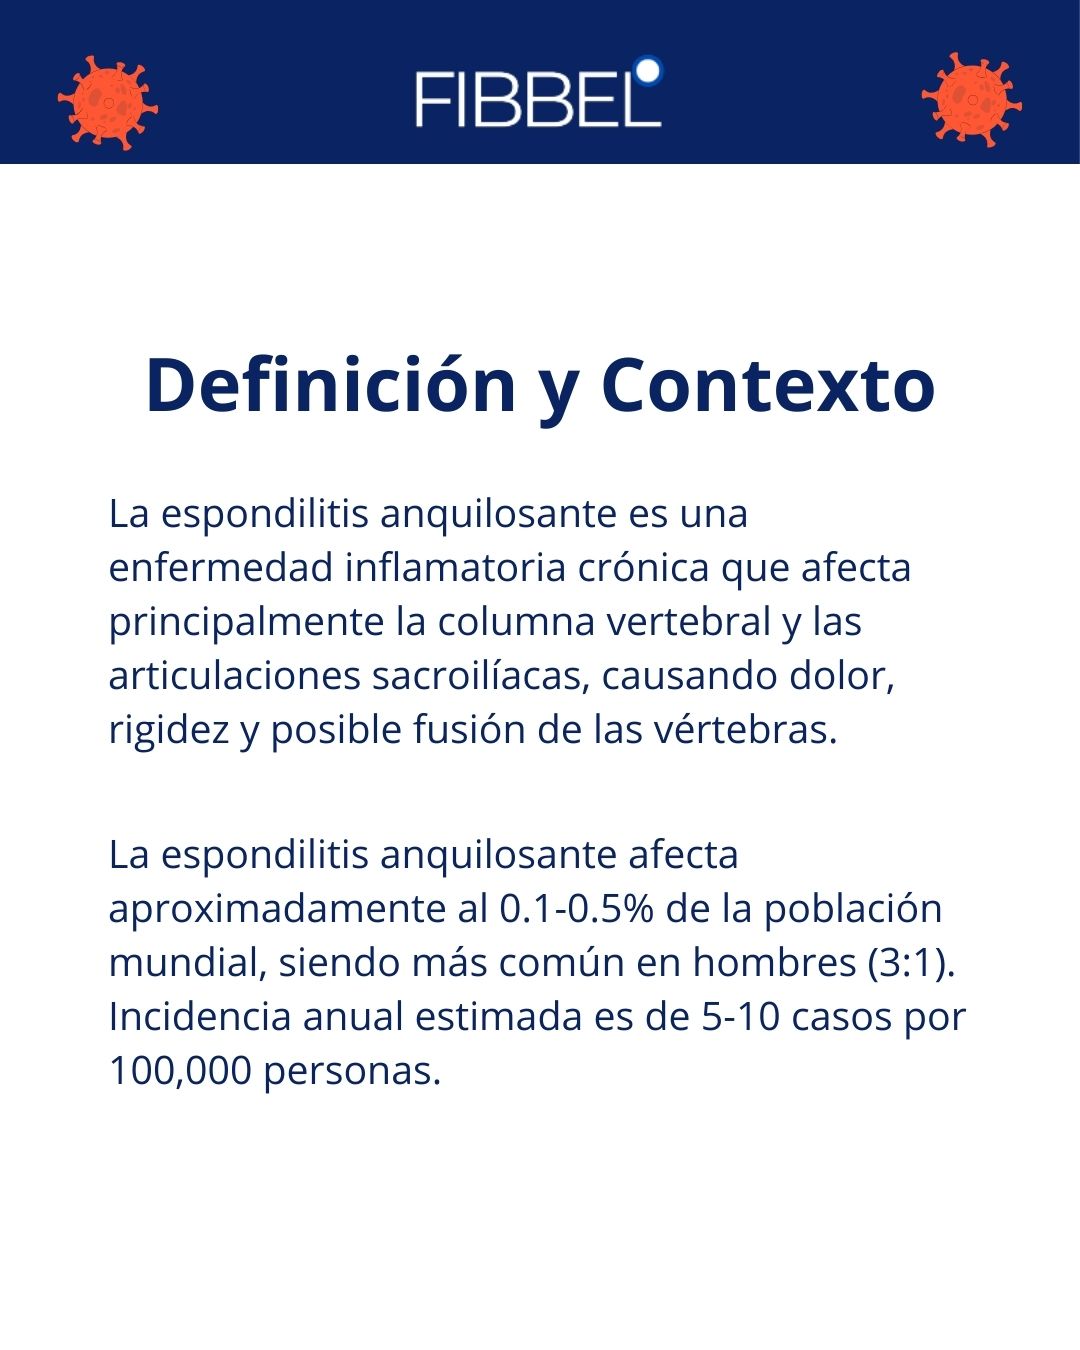 FIBBEL
Definición y Contexto
La espondilitis anquilosante es una
enfermedad inflamatoria crónica que afecta
principalmente la columna vertebral y las
articulaciones sacroilíacas, causando dolor,
rigidez y posible fusión de las vértebras.
La espondilitis anquilosante afecta
aproximadamente al 0.1-0.5% de la población
mundial, siendo más común en hombres (3:1).
Incidencia anual estimada es de 5-10 casos por
100,000 personas.